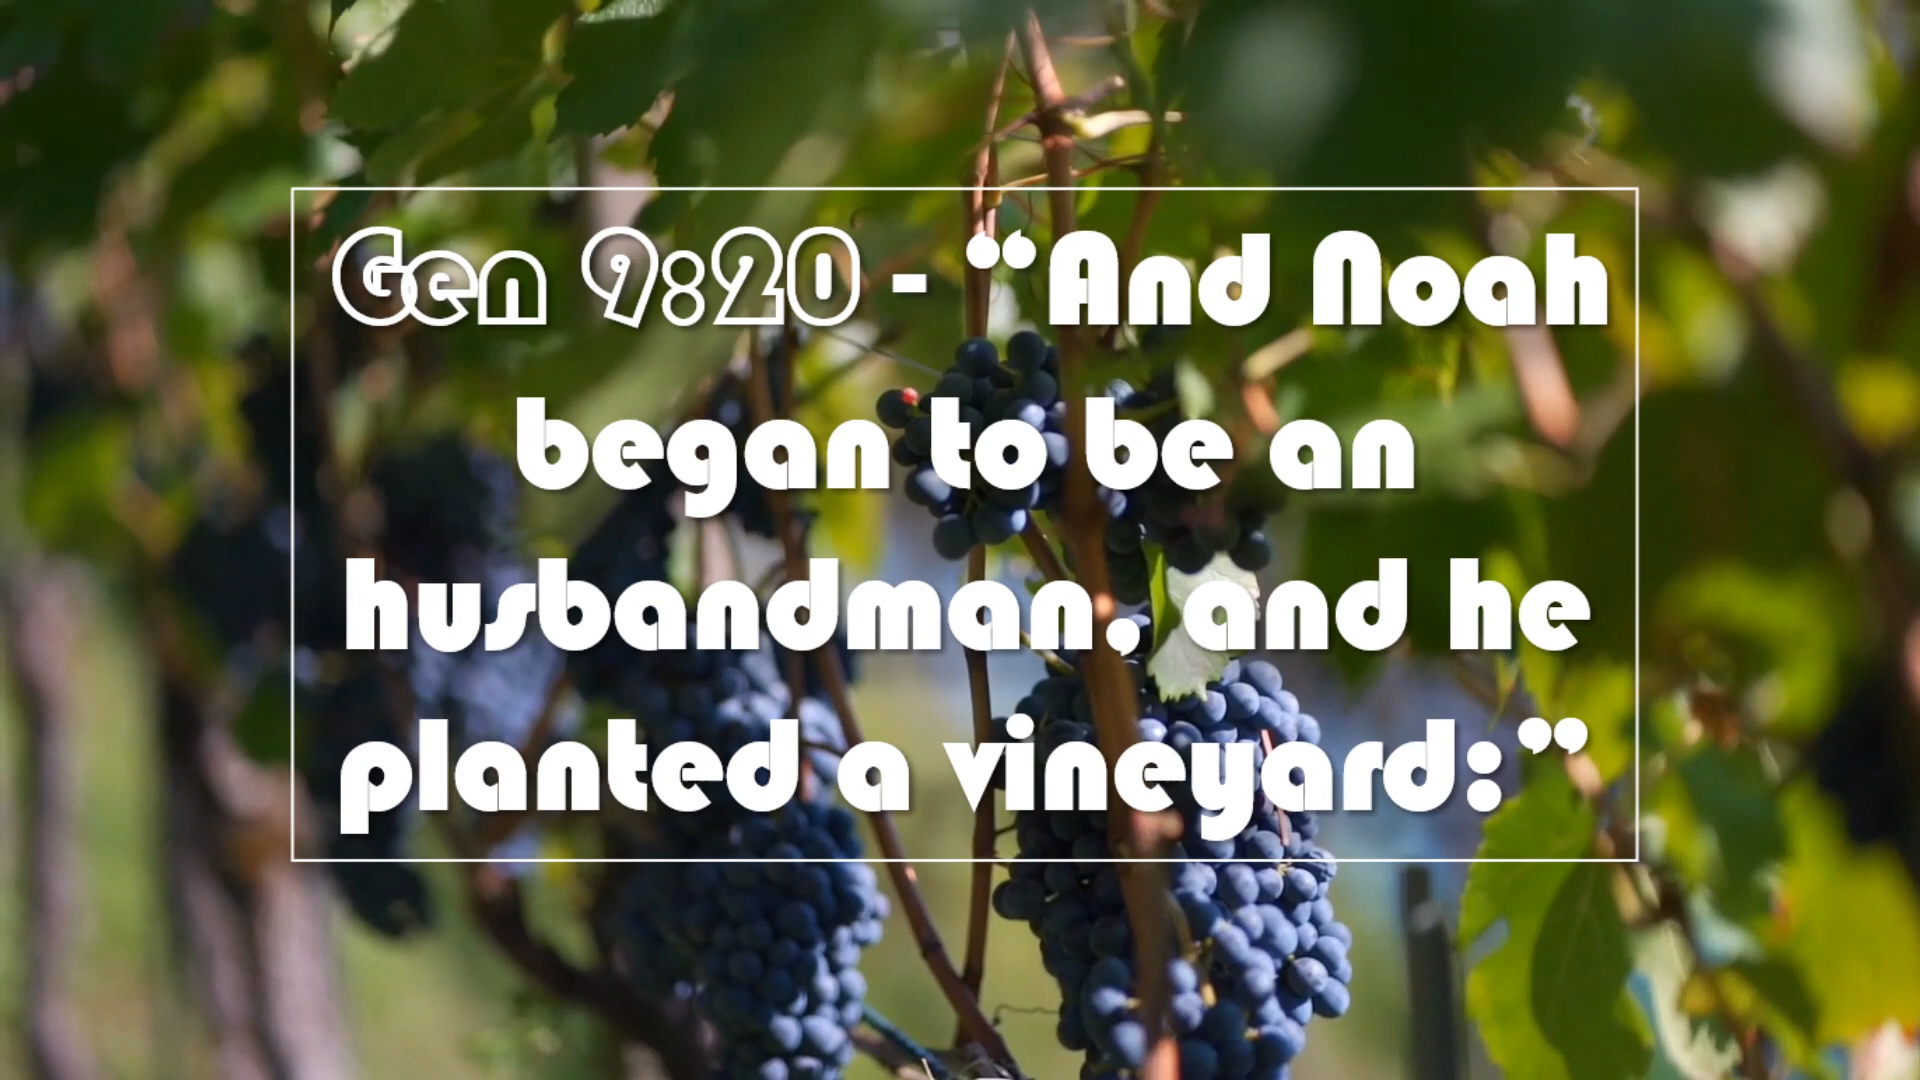 Gen 9:20 - “And Noah
began to be an
husbandman, and he
planted a vineyard:”